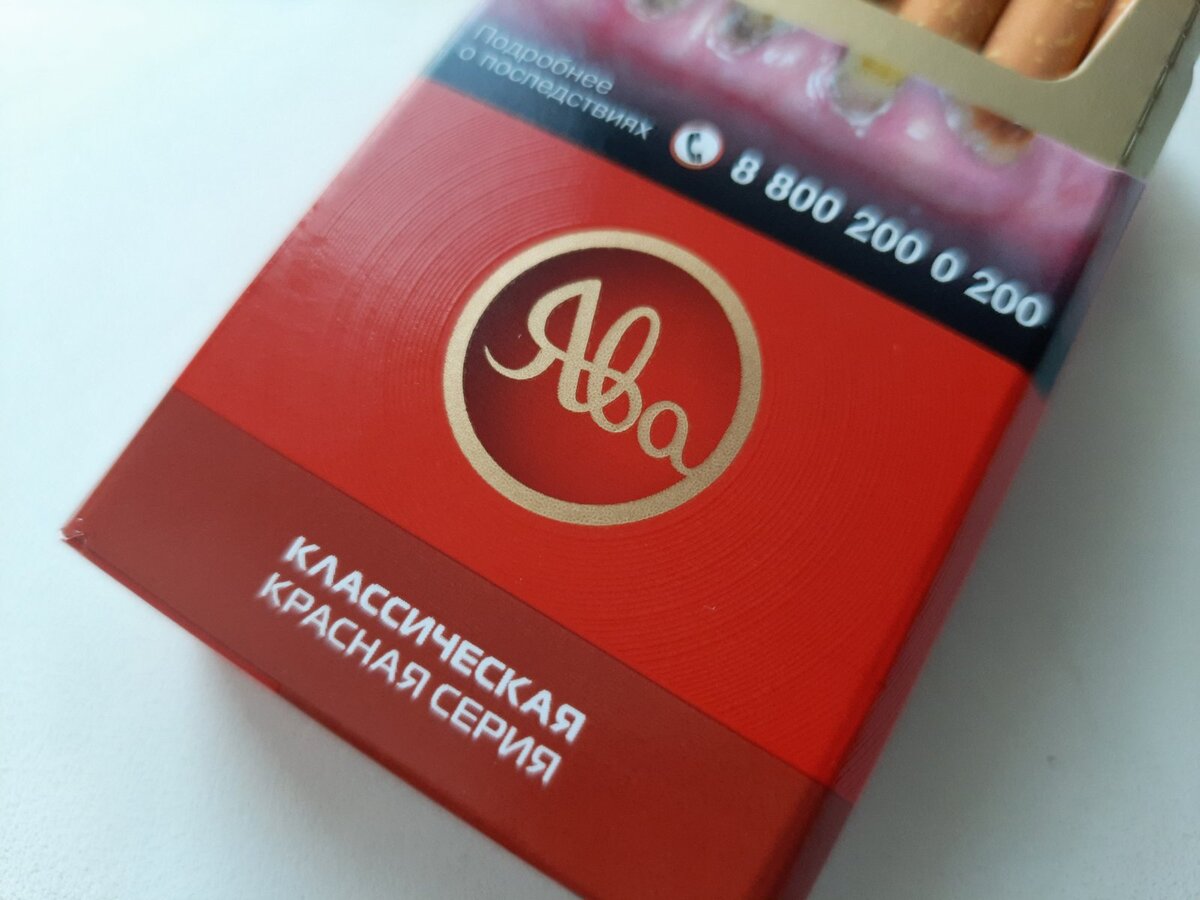 Подробнее
о последствиях
8 800 200 0 200
Ява
КЛАССИЧЕСКАЯ
КРАСНАЯ СЕРИЯ